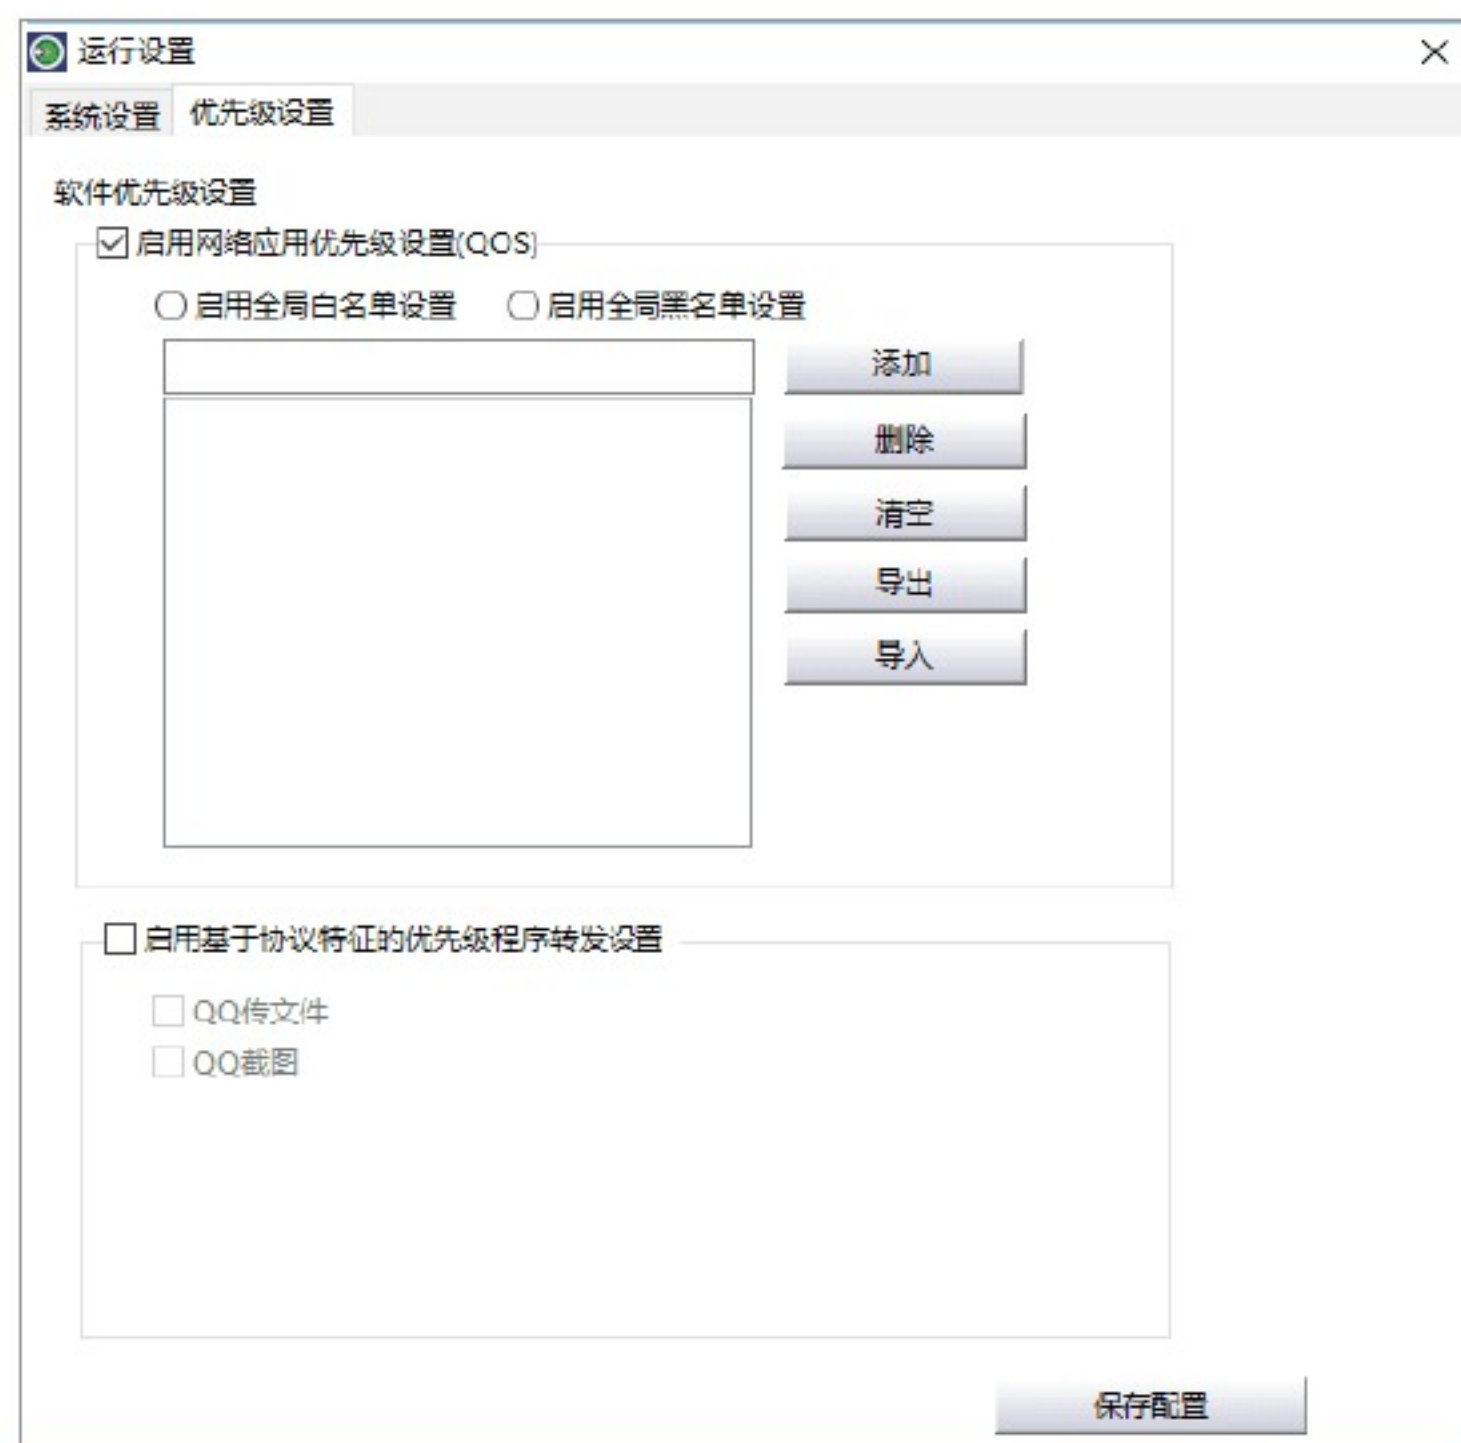 运行设置
系统设置 优先级设置
软件优先级设置
启用网络应用优先级设置(QOS)
启用全局白名单设置 启用全局黑名单设置
添加
删除
清空
导出
导入
启用基于协议特征的优先级程序转发设置
QQ传文件
QQ截图
保存配置